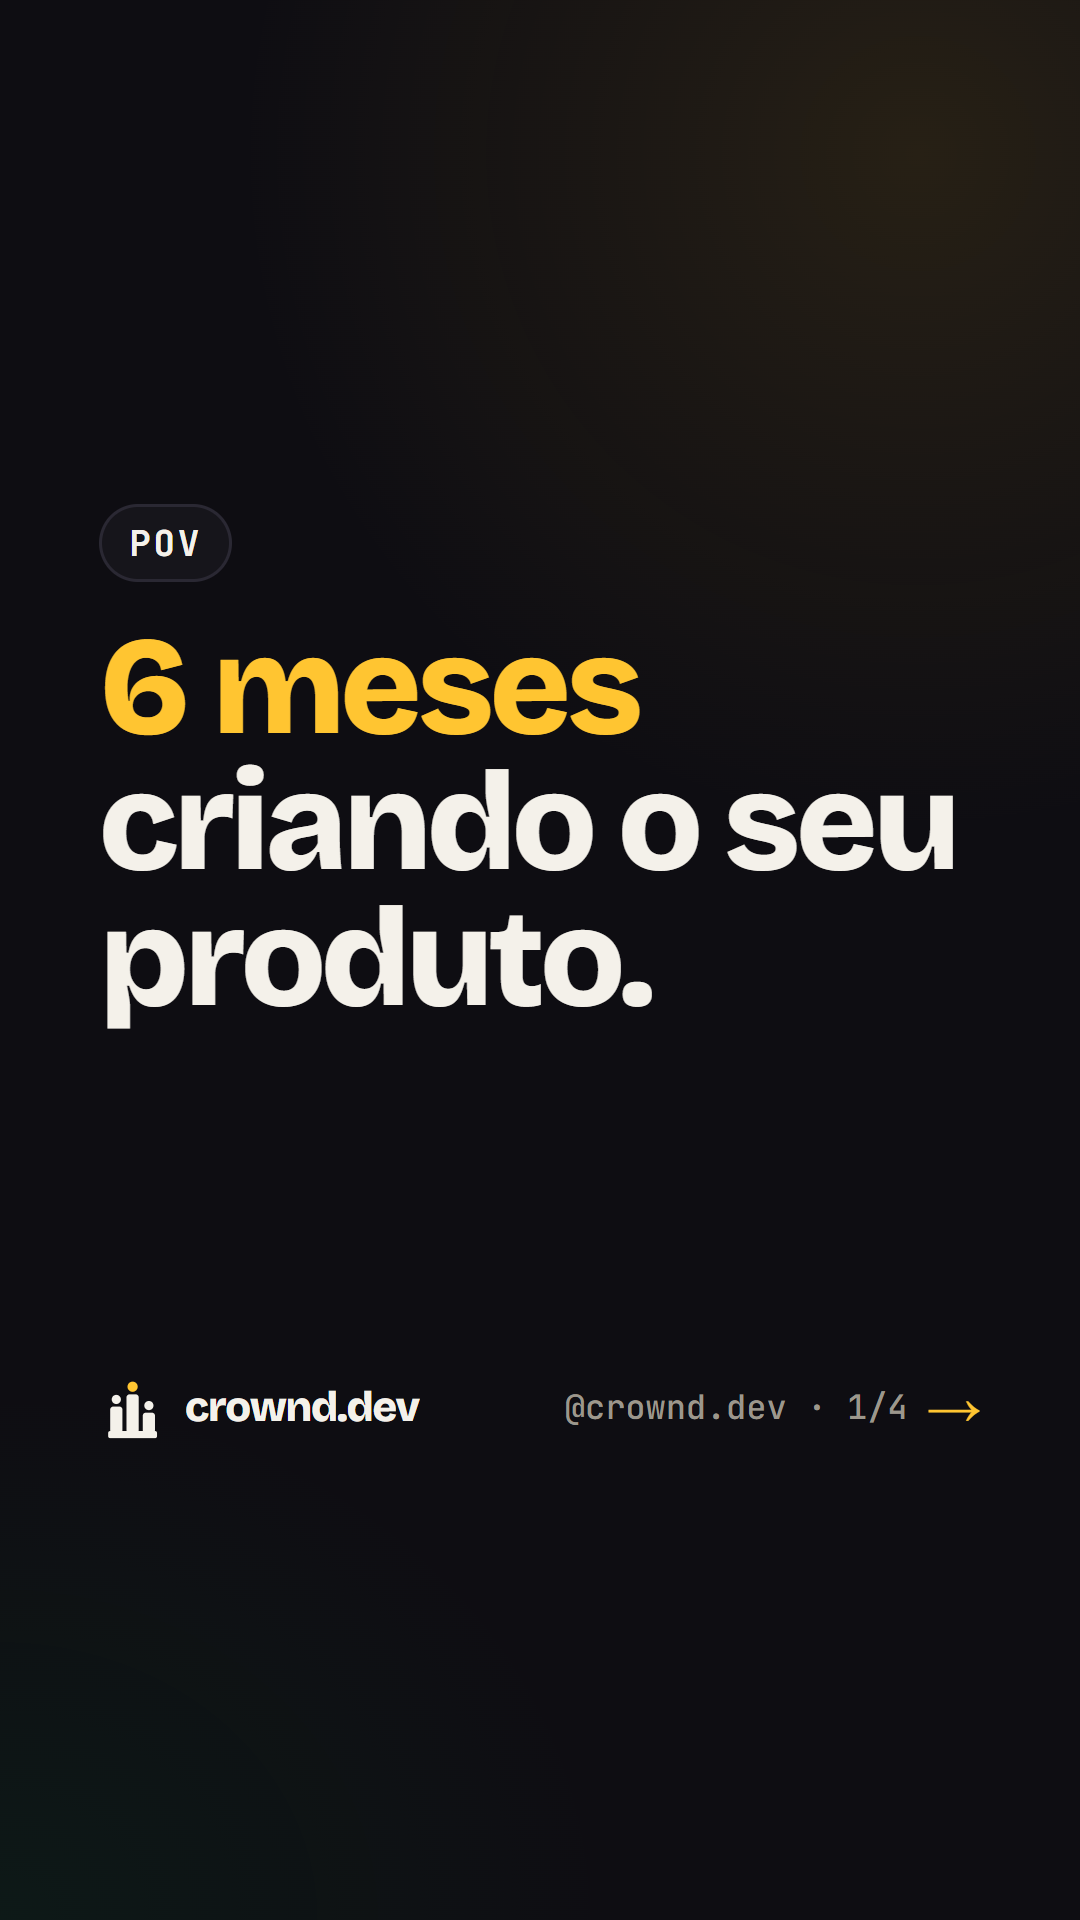 POV
6 meses
criando o seu
produto.
crownd.dev
@crownd.dev · 1/4 →